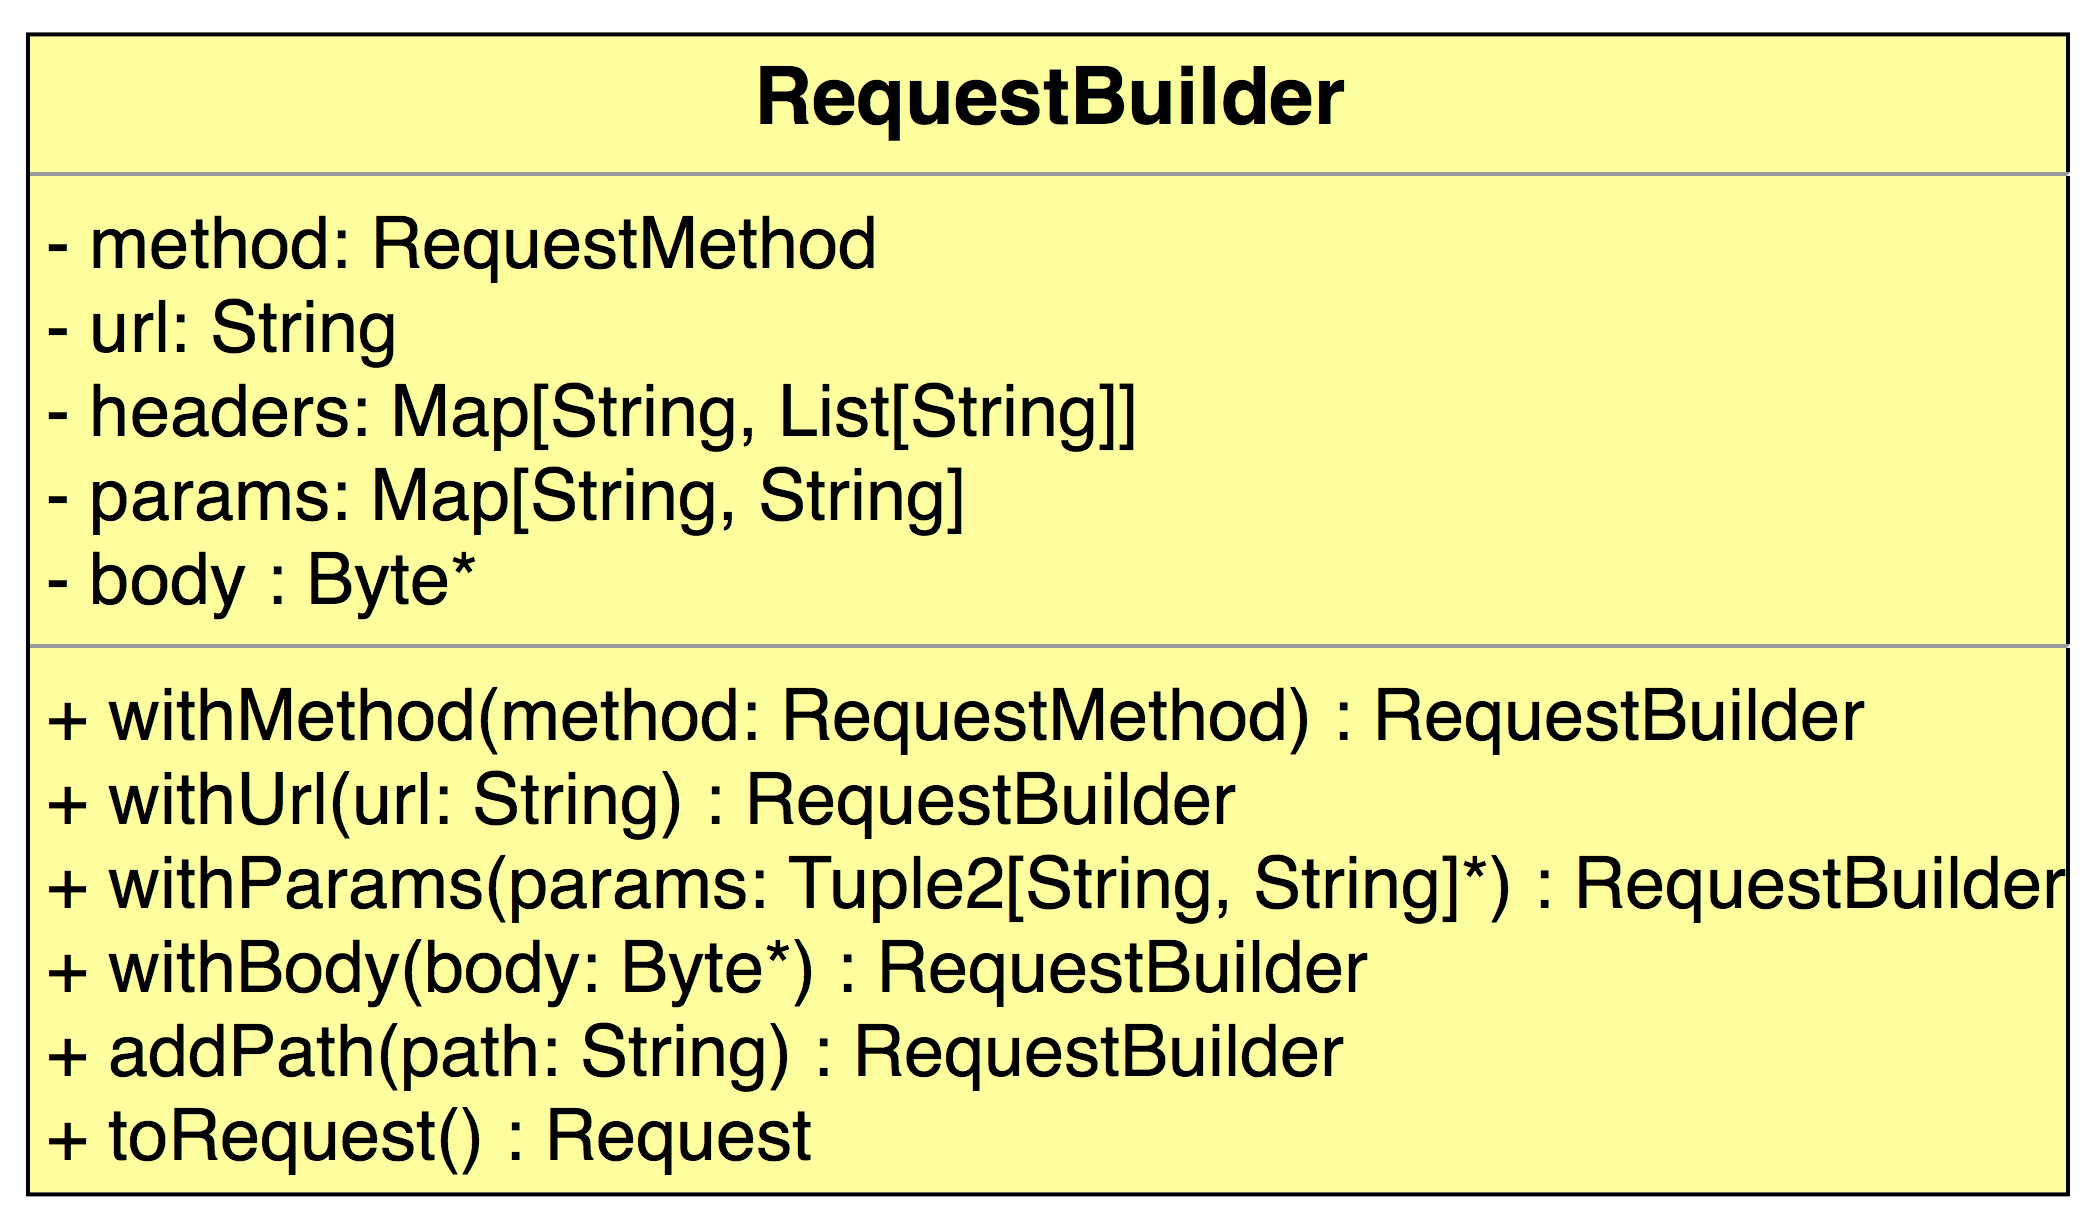 RequestBuilder
- method: RequestMethod
- url: String
- headers: Map[String, List[String]]
- params: Map[String, String]
- body : Byte*
+ withMethod(method: RequestMethod) : RequestBuilder
+ withUrl(url: String) : RequestBuilder
+ withParams(params: Tuple2[String, String]*) : RequestBuilder
+ withBody(body: Byte*) : RequestBuilder
+ addPath(path: String) : RequestBuilder
+ toRequest() : Request